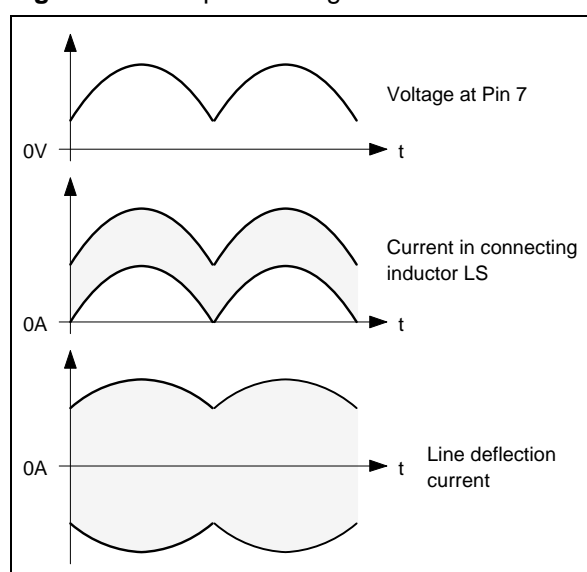 Voltage at Pin 7
0V
t
Current in connecting
inductor LS
0A
t
0A
t
Line deflection
current